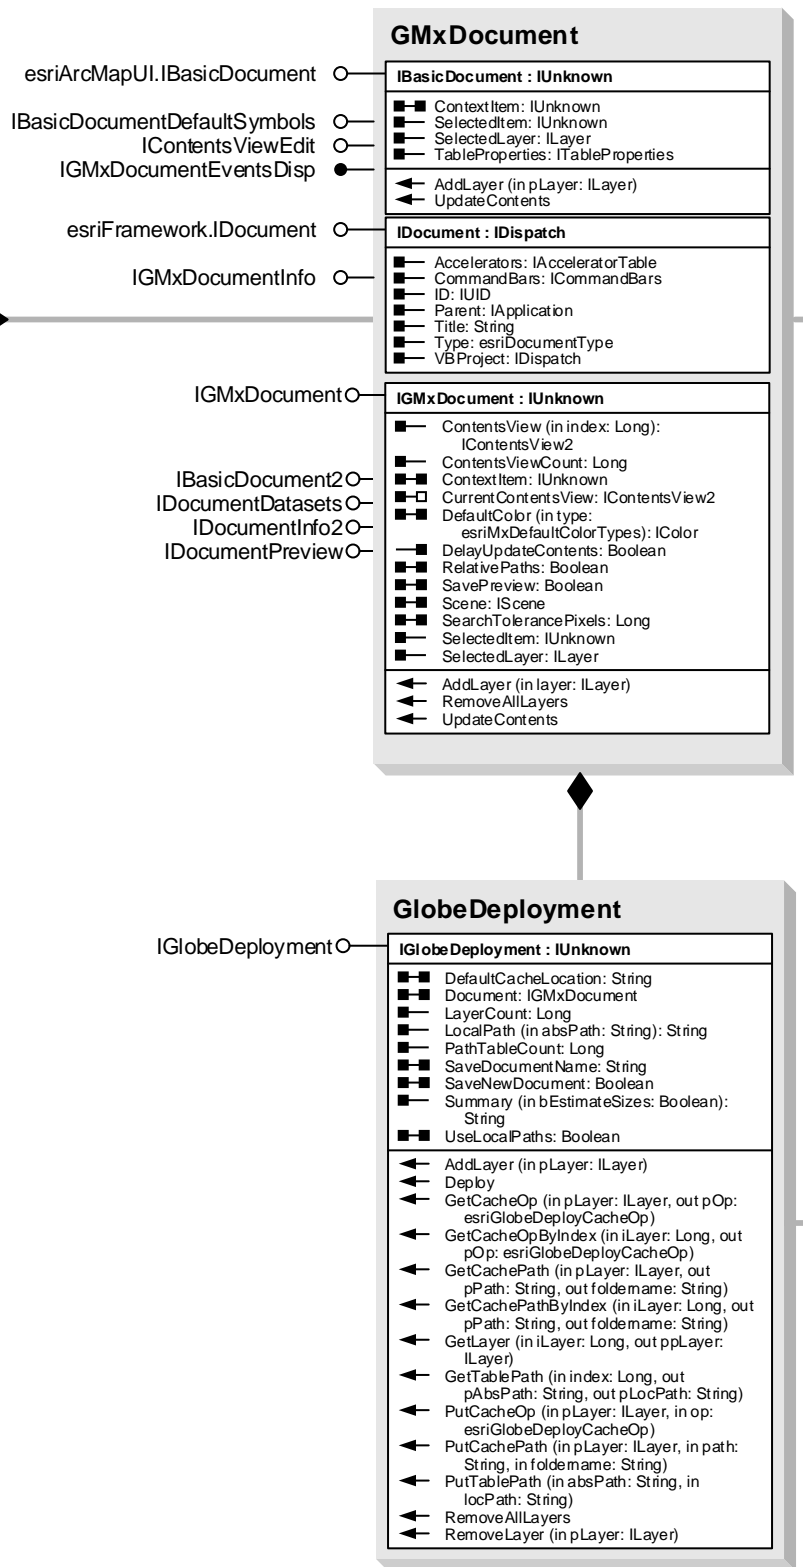 GMxDocument
esriArcMapUI.IBasicDocument
IBasicDocument : IUnknown
ContextItem: IUnknown
IBasicDocumentDefaultSymbols
SelectedItem: IUnknown
IContentsViewEdit
SelectedLayer: ILayer
TableProperties: ITableProperties
IGMxDocumentEventsDisp
AddLayer (in pLayer: ILayer)
UpdateContents
esriFramework.IDocument
IDocument : IDispatch
Accelerators: IAcceleratorTable
IGMxDocumentInfo
CommandBars: ICommandBars
ID: IUID
Parent: IApplication
Title: String
Type: esriDocumentType
VBProject: IDispatch
IGMxDocument
IGMxDocument : IUnknown
ContentsView (in index: Long):
IContentsView2
ContentsViewCount: Long
IBasicDocument2
ContextItem: IUnknown
IDocumentDatasets
CurrentContentsView: IContentsView2
DefaultColor (in type:
IDocumentInfo2
esriMxDefaultColorTypes): IColor
IDocumentPreview
DelayUpdateContents: Boolean
RelativePaths: Boolean
SavePreview: Boolean
Scene: IScene
SearchTolerancePixels: Long
SelectedItem: IUnknown
SelectedLayer: ILayer
AddLayer (in layer: ILayer)
RemoveAllLayers
UpdateContents
GlobeDeployment
IGlobeDeployment
IGlobeDeployment : IUnknown
DefaultCacheLocation: String
Document: IGMxDocument
LayerCount: Long
LocalPath (in absPath: String): String
PathTableCount: Long
SaveDocumentName: String
SaveNewDocument: Boolean
Summary (in bEstimateSizes: Boolean):
String
UseLocalPaths: Boolean
AddLayer (in pLayer: ILayer)
Deploy
GetCacheOp (in pLayer: ILayer, out pOp:
esriGlobeDeployCacheOp)
GetCacheOpByIndex (in iLayer: Long, out
pOp: esriGlobeDeployCacheOp)
GetCachePath (in pLayer: ILayer, out
pPath: String, out foldername: String)
GetCachePathByIndex (in iLayer: Long, out
pPath: String, out foldername: String)
GetLayer (in iLayer: Long, out ppLayer:
ILayer)
GetTablePath (in index: Long, out
pAbsPath: String, out pLocPath: String)
PutCacheOp (in pLayer: ILayer, in op:
esriGlobeDeployCacheOp)
PutCachePath (in pLayer: ILayer, in path:
String, in foldername: String)
PutTablePath (in absPath: String, in
locPath: String)
RemoveAllLayers
RemoveLayer (in pLayer: ILayer)